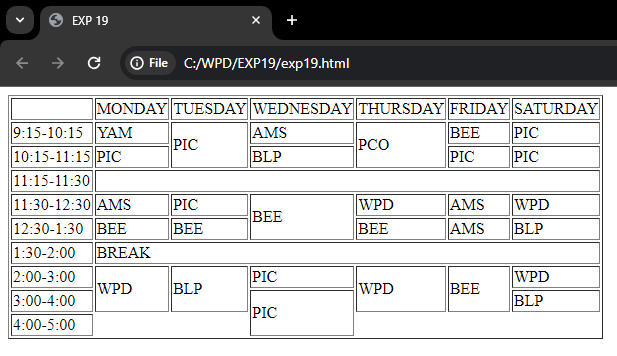 EXP 19
File C:/WPD/EXP19/exp19.html
MONDAY TUESDAY WEDNESDAY THURSDAY FRIDAY SATURDAY
9:15-10:15 YAM PIC AMS PCO BEE PIC
10:15-11:15 PIC BLP PIC PIC
11:15-11:30
11:30-12:30 AMS PIC BEE WPD AMS WPD
12:30-1:30 BEE BEE BEE AMS BLP
1:30-2:00 BREAK
2:00-3:00 WPD BLP PIC WPD BEE WPD
3:00-4:00 PIC BLP
4:00-5:00